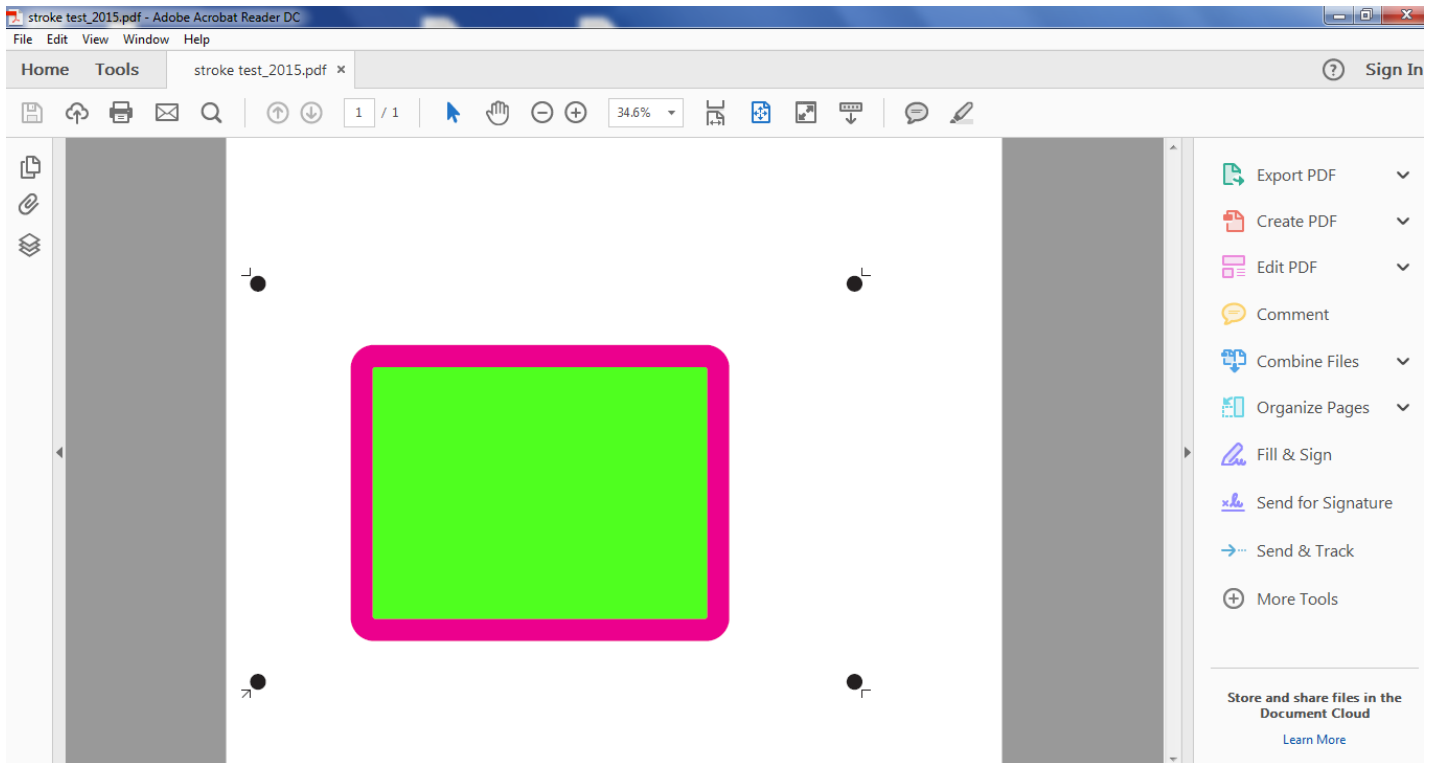 stroke test_2015.pdf - Adobe Acrobat Reader DC
File Edit View Window Help
Home Tools stroke test_2015.pdf × ? Sign In
1 / 1 34.6%
Export PDF
Create PDF
Edit PDF
Comment
Combine Files
Organize Pages
Fill & Sign
Send for Signature
Send & Track
More Tools
Store and share files in the
Document Cloud
Learn More